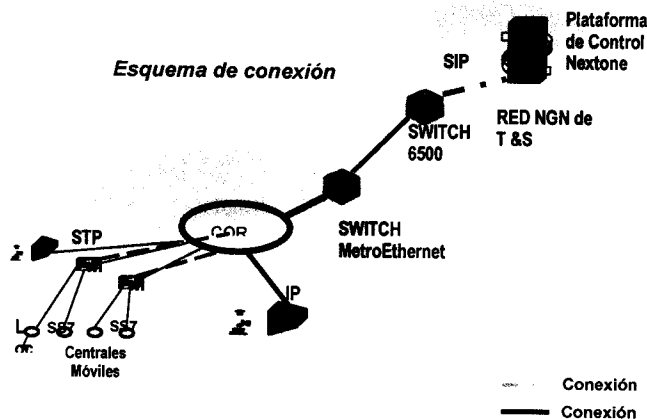 Plataforma
de Control
Nextone
Esquema de conexión
SIP
SWITCH
6500
RED NGN de
T &S
COR
SWITCH
MetroEthernet
STP
IP
L
SS7
SS7
Centrales
Móviles
Conexión
Conexión